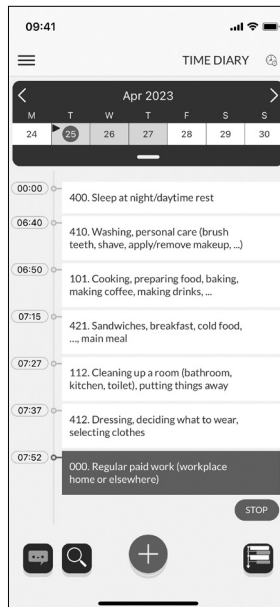 09:41
TIME DIARY
Apr 2023
M T W T F S S
24 25 26 27 28 29 30
00:00
400. Sleep at night/daytime rest
06:40
410. Washing, personal care (brush
teeth, shave, apply/remove makeup, ...)
06:50
101. Cooking, preparing food, baking,
making coffee, making drinks, ...
07:15
421. Sandwiches, breakfast, cold food,
..., main meal
07:27
112. Cleaning up a room (bathroom,
kitchen, toilet), putting things away
07:37
412. Dressing, deciding what to wear,
selecting clothes
07:52
000. Regular paid work (workplace
home or elsewhere)
STOP